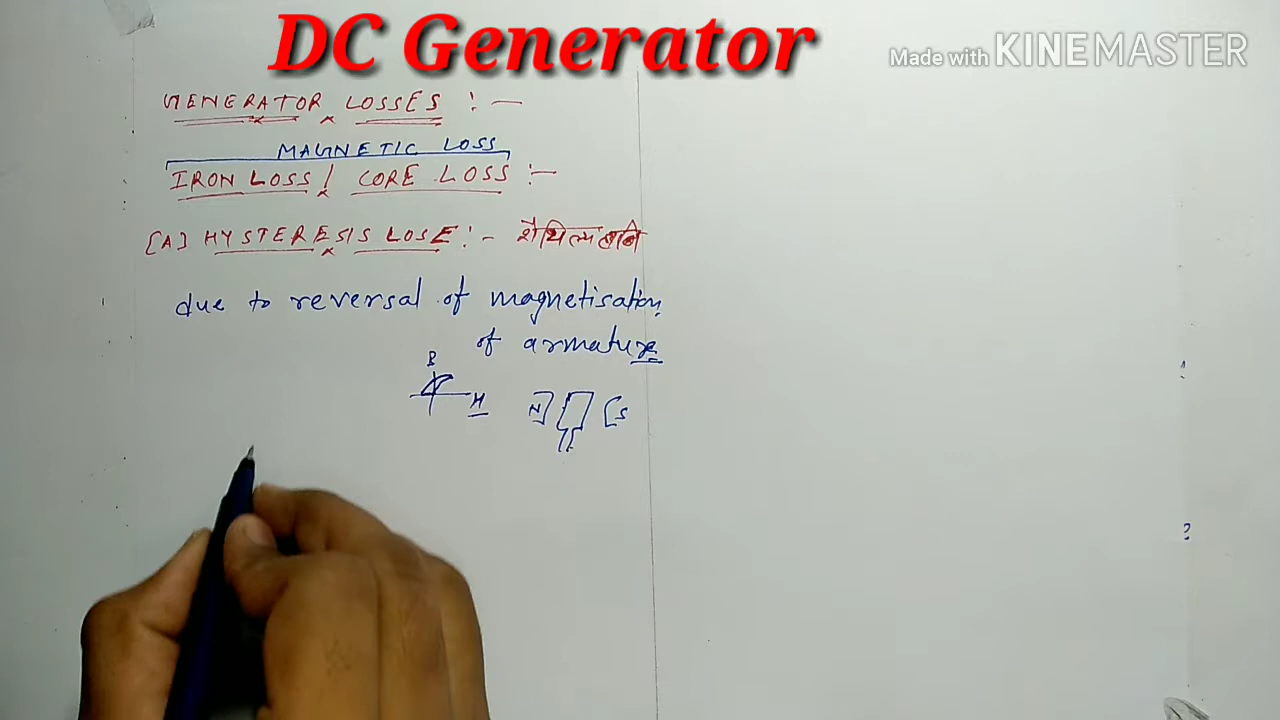 DC Generator
Made with KINEMASTER
GENERATOR LOSSES :-
MAGNETIC LOSS
IRON LOSS / CORE LOSS :-
[A] HYSTERESIS LOSE :- शैथिल्य हानि
due to reversal of magnetisation
of armature
B
H
N S